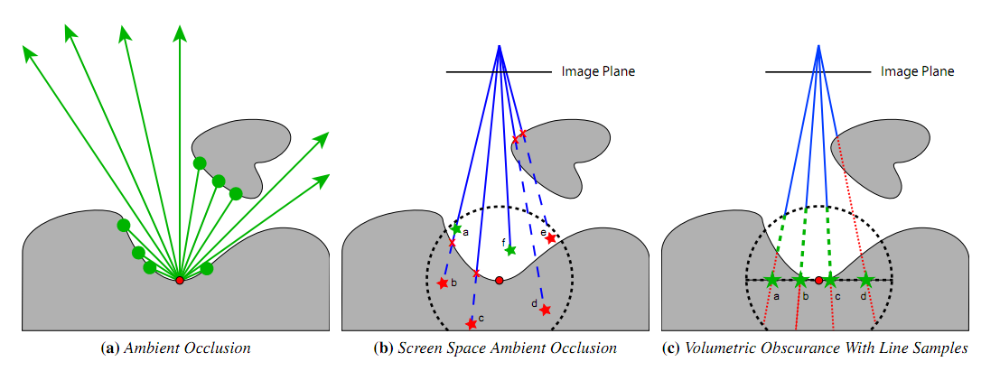 Image Plane
Image Plane
a
f
e
b
d
c
a
b
c
d
(a) Ambient Occlusion
(b) Screen Space Ambient Occlusion
(c) Volumetric Obscurance With Line Samples